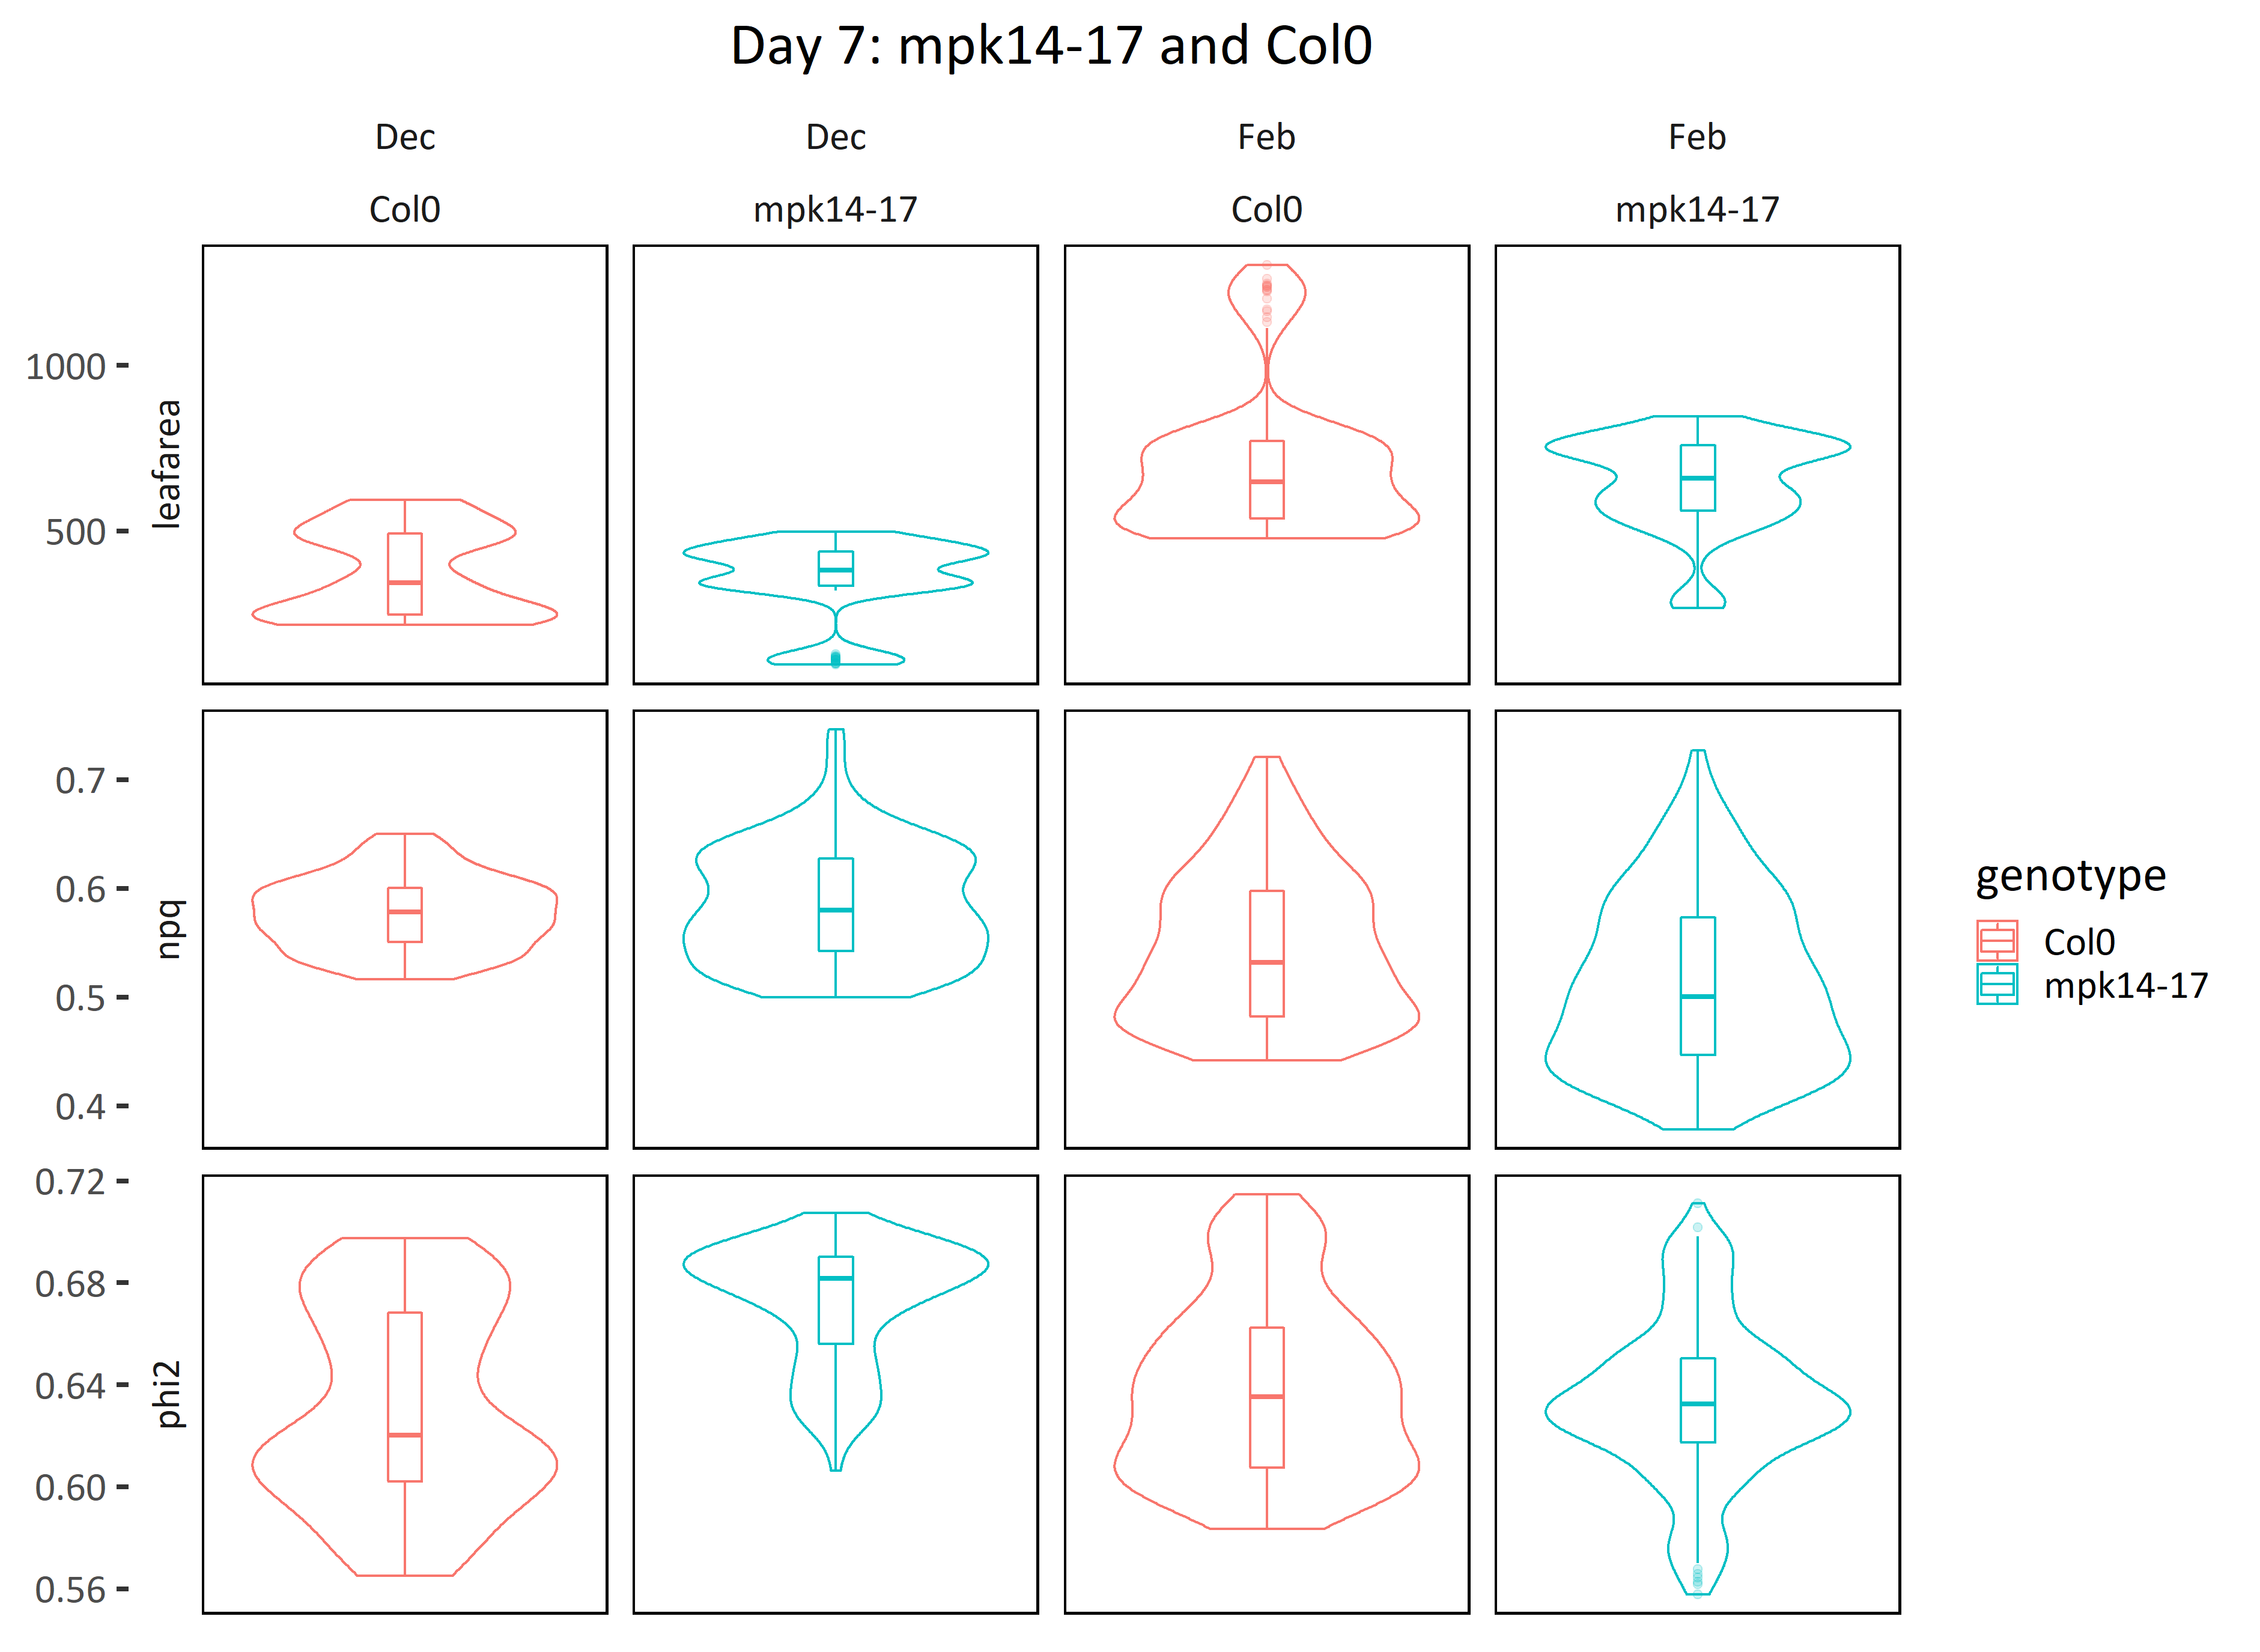 Day 7: mpk14-17 and Col0
Dec Dec Feb Feb
Col0 mpk14-17 Col0 mpk14-17
leafarea
1000
500
npq
0.7
0.6
0.5
0.4
phi2
0.72
0.68
0.64
0.60
0.56
genotype
Col0
mpk14-17